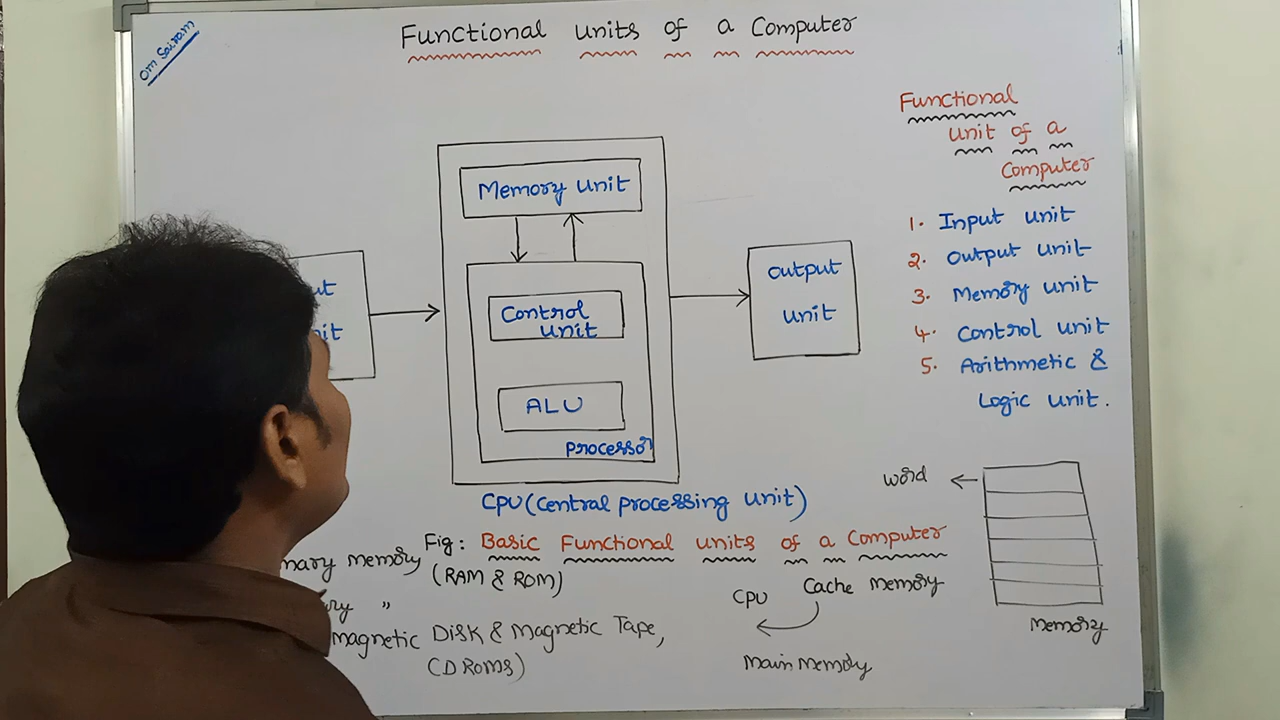 Om Sairam
Functional units of a Computer
Memory unit
Control
unit
ALU
processor
output
unit
CPU (Central processing unit)
Fig: Basic Functional units of a Computer
Functional
unit of a
Computer
1. Input unit
2. Output unit
3. Memory unit
4. Control unit
5. Arithmetic &
Logic unit.
word
Memory
memory
(RAM & ROM)
"
magnetic Disk & Magnetic Tape,
(CD ROMs)
CPU
Cache memory
Main memory